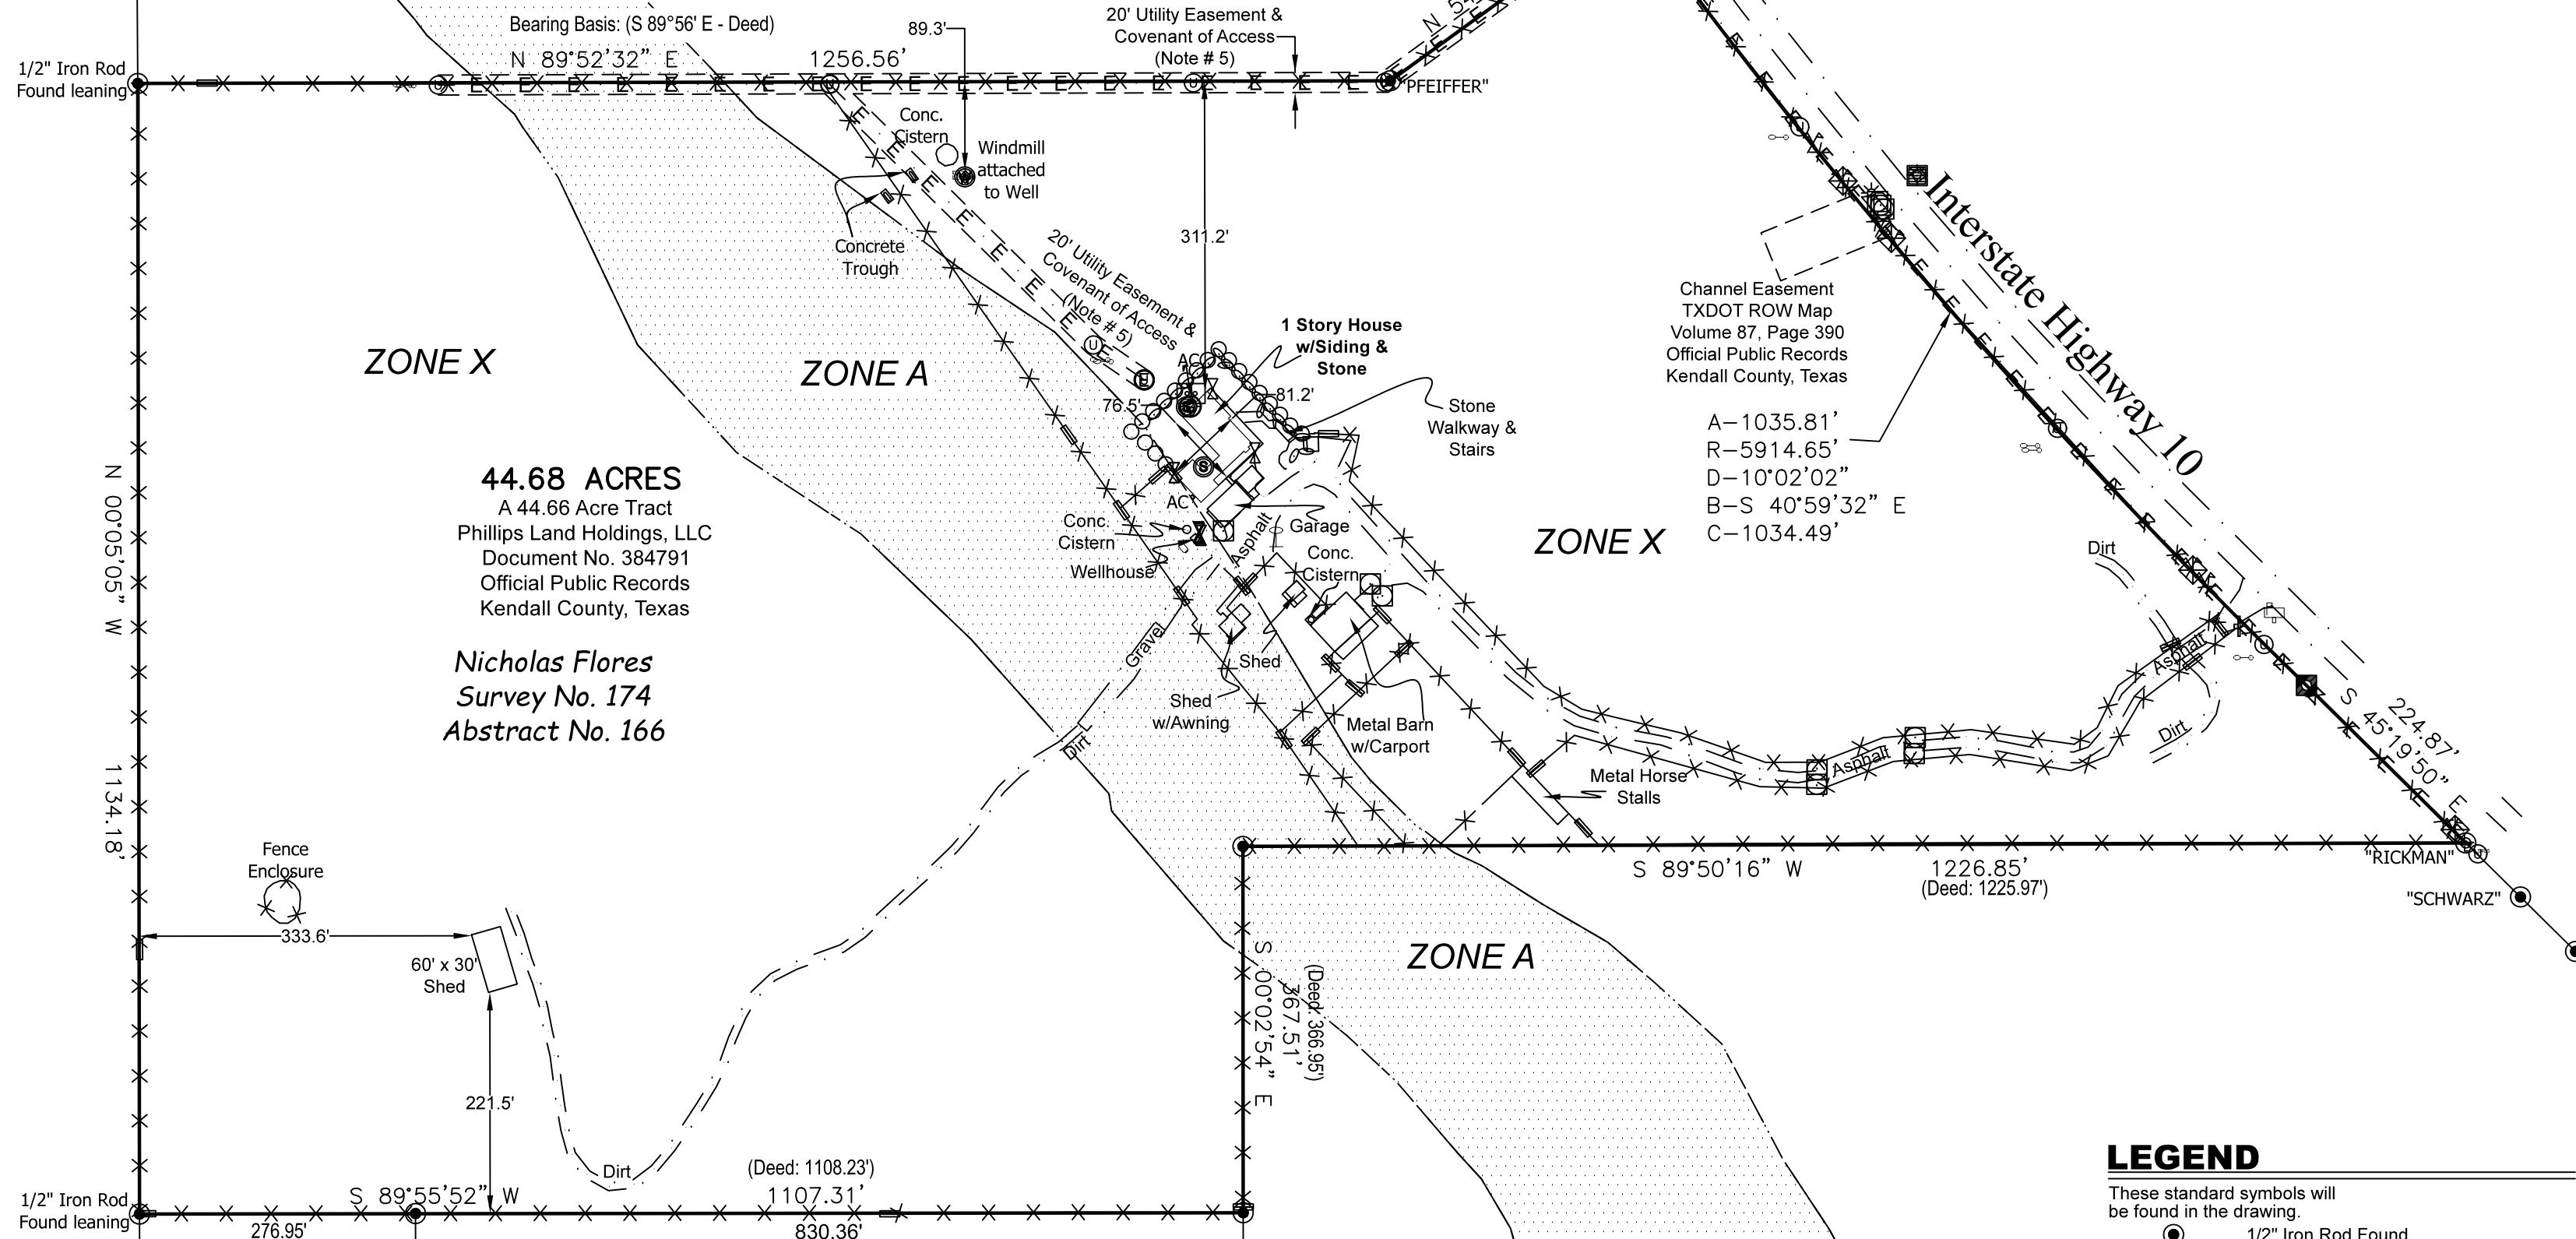 Bearing Basis: (S 89°56' E - Deed)
N 89°52'32" E 1256.56'
1/2" Iron Rod
Found leaning
89.3'
20' Utility Easement &
Covenant of Access
(Note # 5)
"PFEIFFER"
Conc.
Cistern
Windmill
attached
to Well
Concrete
Trough
311.2'
20' Utility Easement &
Covenant of Access
(Note # 5)
Interstate Highway 10
Channel Easement
TXDOT ROW Map
Volume 87, Page 390
Official Public Records
Kendall County, Texas
A-1035.81'
R-5914.65'
D-10°02'02"
B-S 40°59'32" E
C-1034.49'
ZONE X
ZONE A
1 Story House
w/Siding &
Stone
AC
76.5'
81.2'
Stone
Walkway &
Stairs
S
AC
Garage
Asphalt
Conc.
Cistern
Wellhouse
Conc.
Cistern
ZONE X
44.68 ACRES
A 44.66 Acre Tract
Phillips Land Holdings, LLC
Document No. 384791
Official Public Records
Kendall County, Texas
Nicholas Flores
Survey No. 174
Abstract No. 166
N 00°05'05" W 1134.18'
Gravel
Shed
Shed
w/Awning
Metal Barn
w/Carport
Dirt
Metal Horse
Stalls
Asphalt
Dirt
Asphalt
Dirt
224.87'
S 45°19'50" E
S 89°50'16" W 1226.85'
(Deed: 1225.97')
"RICKMAN"
"SCHWARZ"
Fence
Enclosure
333.6'
60' x 30'
Shed
221.5'
ZONE A
(Deed: 366.95')
367.51'
S 00°02'54" E
Dirt
(Deed: 1108.23')
S 89°55'52" W 1107.31'
1/2" Iron Rod
Found leaning
276.95'
830.36'
LEGEND
These standard symbols will
be found in the drawing.
1/2" Iron Rod Found